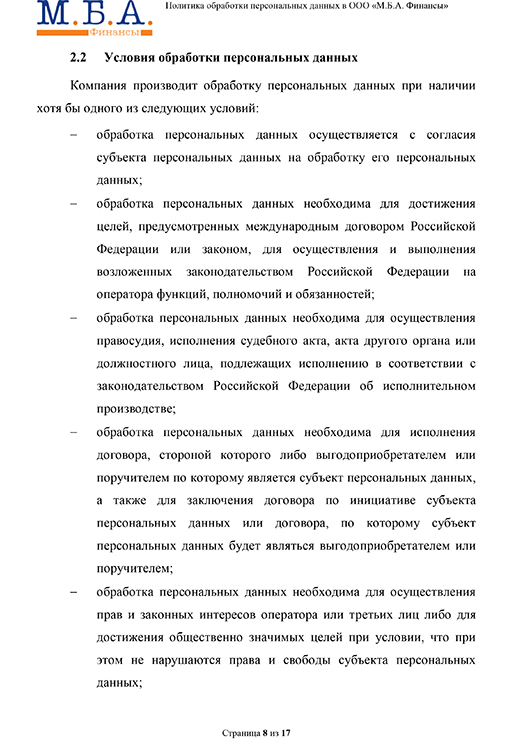 Политика обработки персональных данных в ООО «М.Б.А. Финансы»
М.Б.А.
Финансы
2.2 Условия обработки персональных данных
Компания производит обработку персональных данных при наличии
хотя бы одного из следующих условий:
– обработка персональных данных осуществляется с согласия
субъекта персональных данных на обработку его персональных
данных;
– обработка персональных данных необходима для достижения
целей, предусмотренных международным договором Российской
Федерации или законом, для осуществления и выполнения
возложенных законодательством Российской Федерации на
оператора функций, полномочий и обязанностей;
– обработка персональных данных необходима для осуществления
правосудия, исполнения судебного акта, акта другого органа или
должностного лица, подлежащих исполнению в соответствии с
законодательством Российской Федерации об исполнительном
производстве;
– обработка персональных данных необходима для исполнения
договора, стороной которого либо выгодоприобретателем или
поручителем по которому является субъект персональных данных,
а также для заключения договора по инициативе субъекта
персональных данных или договора, по которому субъект
персональных данных будет являться выгодоприобретателем или
поручителем;
– обработка персональных данных необходима для осуществления
прав и законных интересов оператора или третьих лиц либо для
достижения общественно значимых целей при условии, что при
этом не нарушаются права и свободы субъекта персональных
данных;
Страница 8 из 17